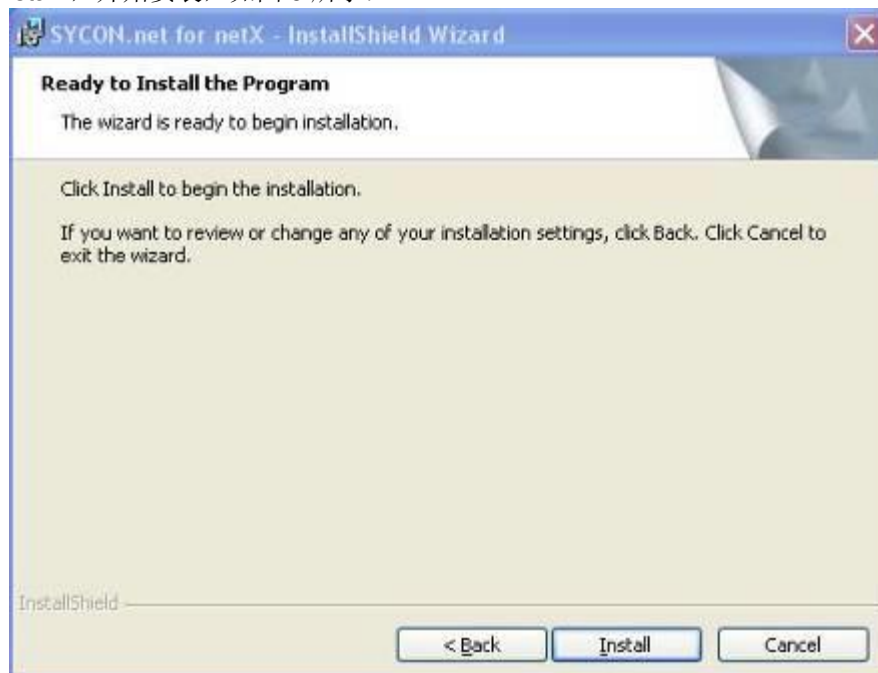 SYCON.net for netX - InstallShield Wizard
Ready to Install the Program
The wizard is ready to begin installation.
Click Install to begin the installation.
If you want to review or change any of your installation settings, click Back. Click Cancel to
exit the wizard.
InstallShield
< Back
Install
Cancel